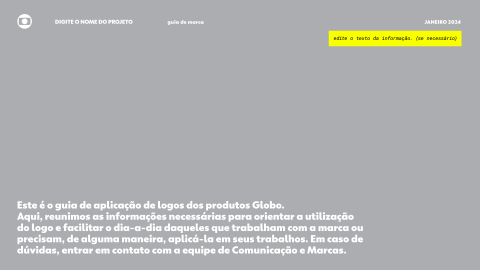 DIGITE O NOME DO PROJETO
guia de marca
JANEIRO 2024
edite o texto da informação. (se necessário)
Este é o guia de aplicação de logos dos produtos Globo.
Aqui, reunimos as informações necessárias para orientar a utilização
do logo e facilitar o dia-a-dia daqueles que trabalham com a marca ou
precisam, de alguma maneira, aplicá-la em seus trabalhos. Em caso de
dúvidas, entrar em contato com a equipe de Comunicação e Marcas.